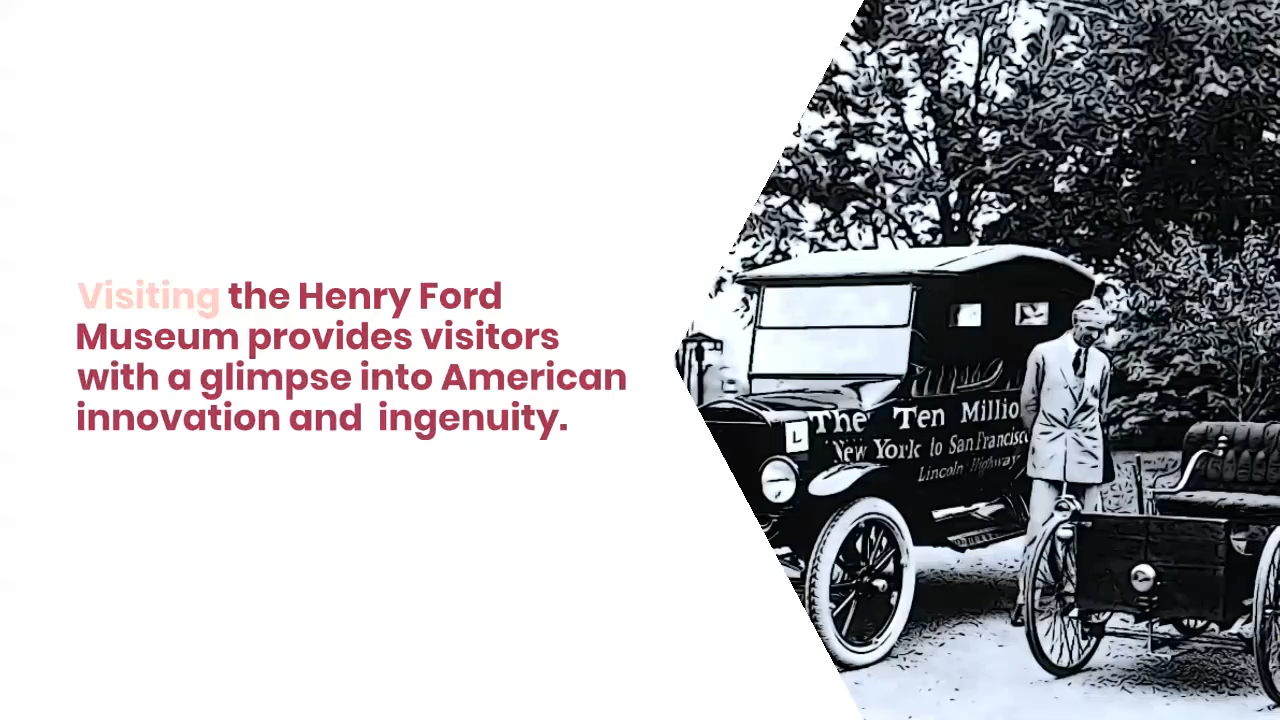 Visiting the Henry Ford
Museum provides visitors
with a glimpse into American
innovation and  ingenuity.
The Ten Millio
New York to San Francisc
Lincoln Highway
L